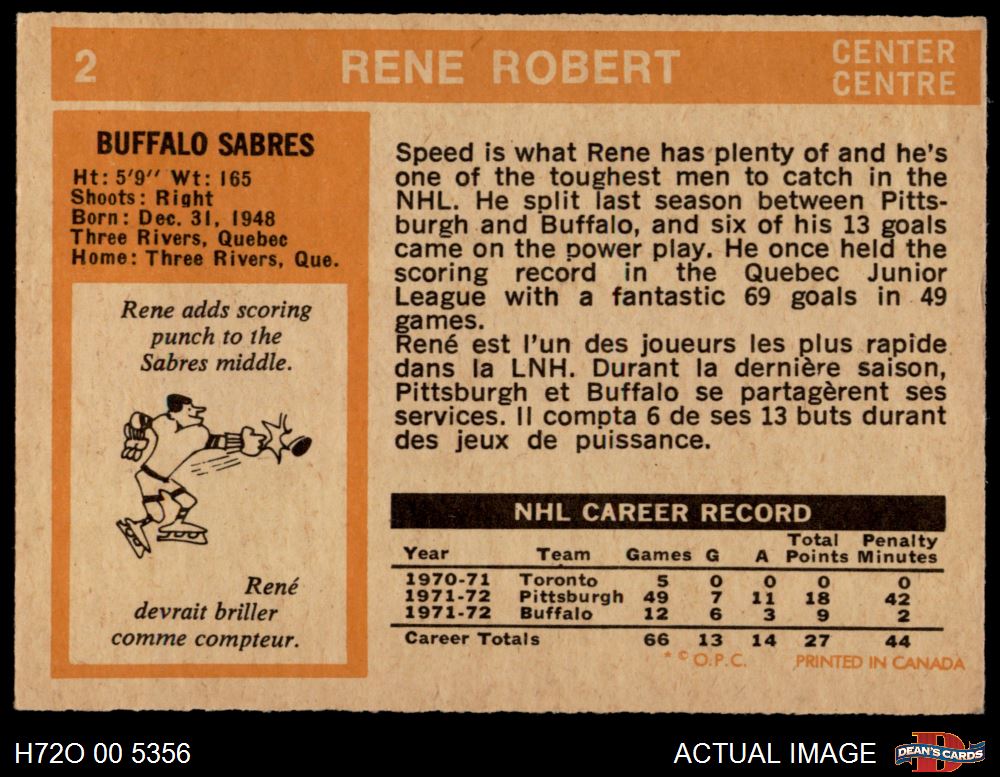 2
RENE ROBERT
CENTER
CENTRE
BUFFALO SABRES
Ht: 5'9'' Wt: 165
Shoots: Right
Born: Dec. 31, 1948
Three Rivers, Quebec
Home: Three Rivers, Que.
Rene adds scoring
punch to the
Sabres middle.
René
devrait briller
comme compteur.
Speed is what Rene has plenty of and he's
one of the toughest men to catch in the
NHL. He split last season between Pitts-
burgh and Buffalo, and six of his 13 goals
came on the power play. He once held the
scoring record in the Quebec Junior
League with a fantastic 69 goals in 49
games.
René est l'un des joueurs les plus rapide
dans la LNH. Durant la dernière saison,
Pittsburgh et Buffalo se partagèrent ses
services. Il compta 6 de ses 13 buts durant
des jeux de puissance.
NHL CAREER RECORD
Total Penalty
Year Team Games G A Points Minutes
1970-71 Toronto 5 0 0 0 0
1971-72 Pittsburgh 49 7 11 18 42
1971-72 Buffalo 12 6 3 9 2
Career Totals 66 13 14 27 44
* © O.P.C. PRINTED IN CANADA
H72O 00 5356
ACTUAL IMAGE
DEAN'S CARDS